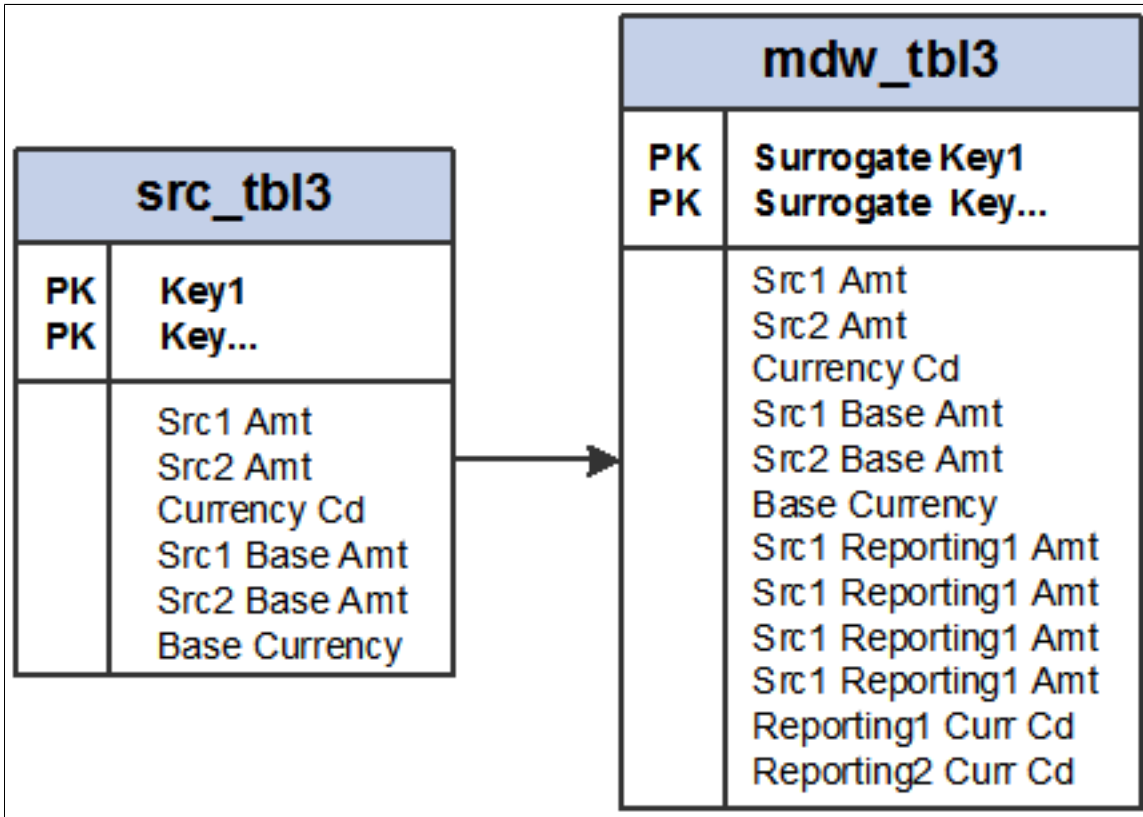 src_tbl3
PK Key1
PK Key...
Src1 Amt
Src2 Amt
Currency Cd
Src1 Base Amt
Src2 Base Amt
Base Currency
mdw_tbl3
PK Surrogate Key1
PK Surrogate Key...
Src1 Amt
Src2 Amt
Currency Cd
Src1 Base Amt
Src2 Base Amt
Base Currency
Src1 Reporting1 Amt
Src1 Reporting1 Amt
Src1 Reporting1 Amt
Src1 Reporting1 Amt
Reporting1 Curr Cd
Reporting2 Curr Cd